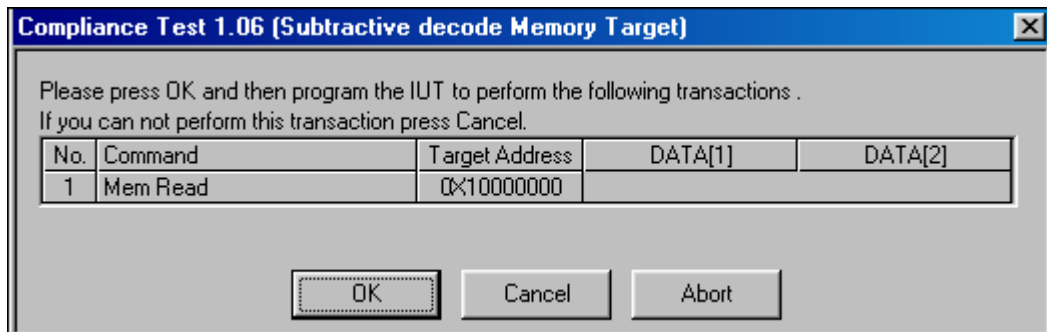 Compliance Test 1.06 (Subtractive decode Memory Target)
Please press OK and then program the IUT to perform the following transactions .
If you can not perform this transaction press Cancel.
No. Command Target Address DATA[1] DATA[2]
1 Mem Read 0X10000000
OK Cancel Abort